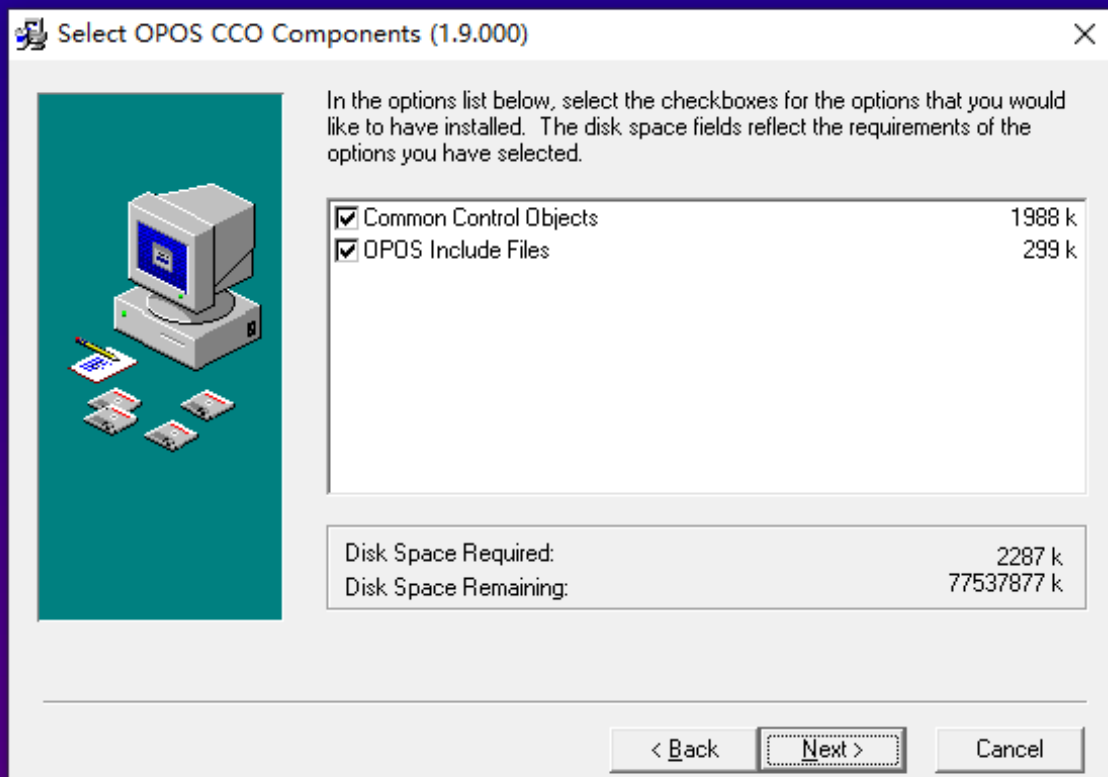 Select OPOS CCO Components (1.9.000)
In the options list below, select the checkboxes for the options that you would
like to have installed.  The disk space fields reflect the requirements of the
options you have selected.
Common Control Objects 1988 k
OPOS Include Files 299 k
Disk Space Required: 2287 k
Disk Space Remaining: 77537877 k
< Back Next > Cancel